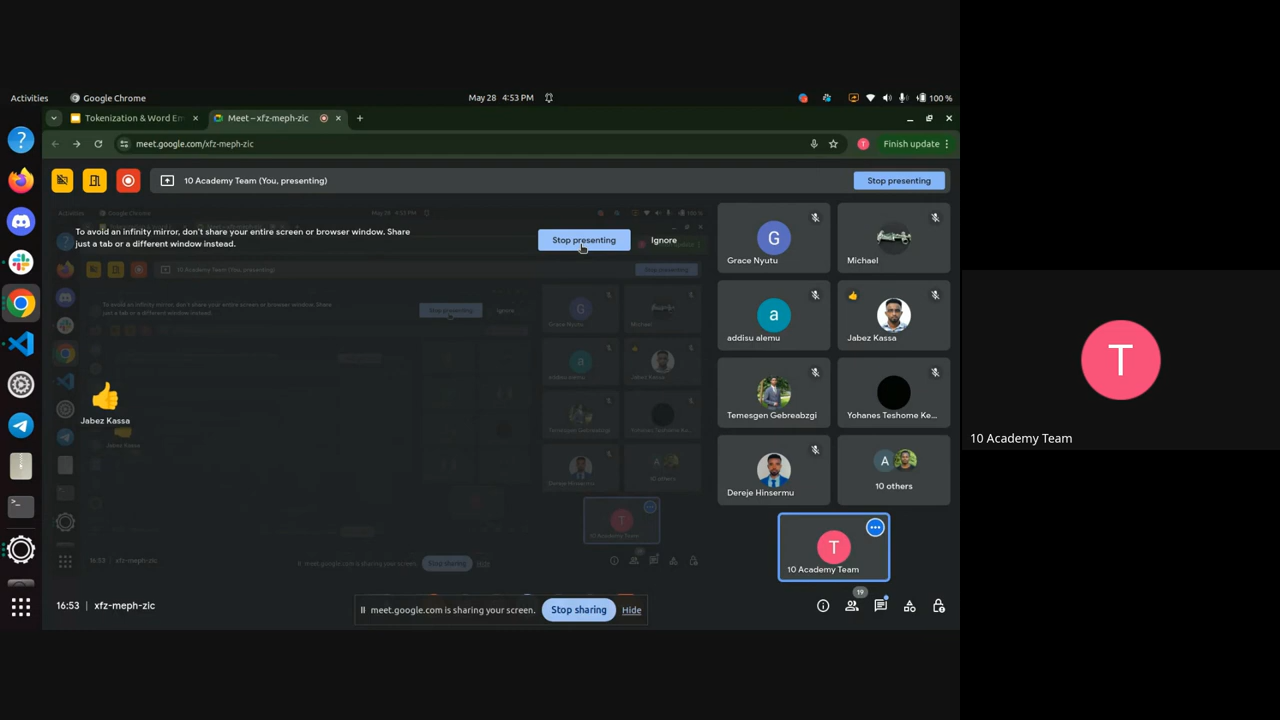 Activities
Google Chrome
May 28 4:53 PM
100 %
Tokenization & Word Em
Meet – xfz-meph-zic
meet.google.com/xfz-meph-zic
Finish update
10 Academy Team (You, presenting)
Stop presenting
To avoid an infinity mirror, don't share your entire screen or browser window. Share
just a tab or a different window instead.
Stop presenting
Ignore
G
Grace Nyutu
Michael
a
addisu alemu
Jabez Kassa
Temesgen Gebreabzgi
Yohanes Teshome Ke...
Dereje Hinsermu
A
10 others
Jabez Kassa
T
10 Academy Team
T
10 Academy Team
16:53 | xfz-meph-zic
meet.google.com is sharing your screen.
Stop sharing
Hide
19